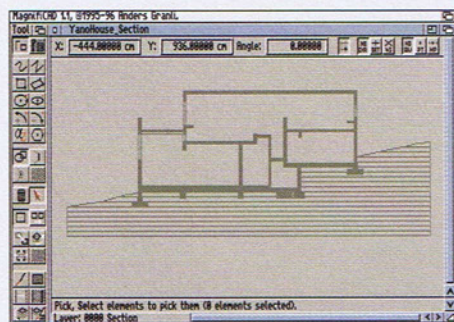 MagnifiCAD 1.1, ©1995-96 Anders Granli.
Tool
YanoHouse_Section
X: -444.00000 cm Y: 936.00000 cm Angle: 0.00000
Pick, Select elements to pick them (0 elements selected).
Layer: 0000 Section